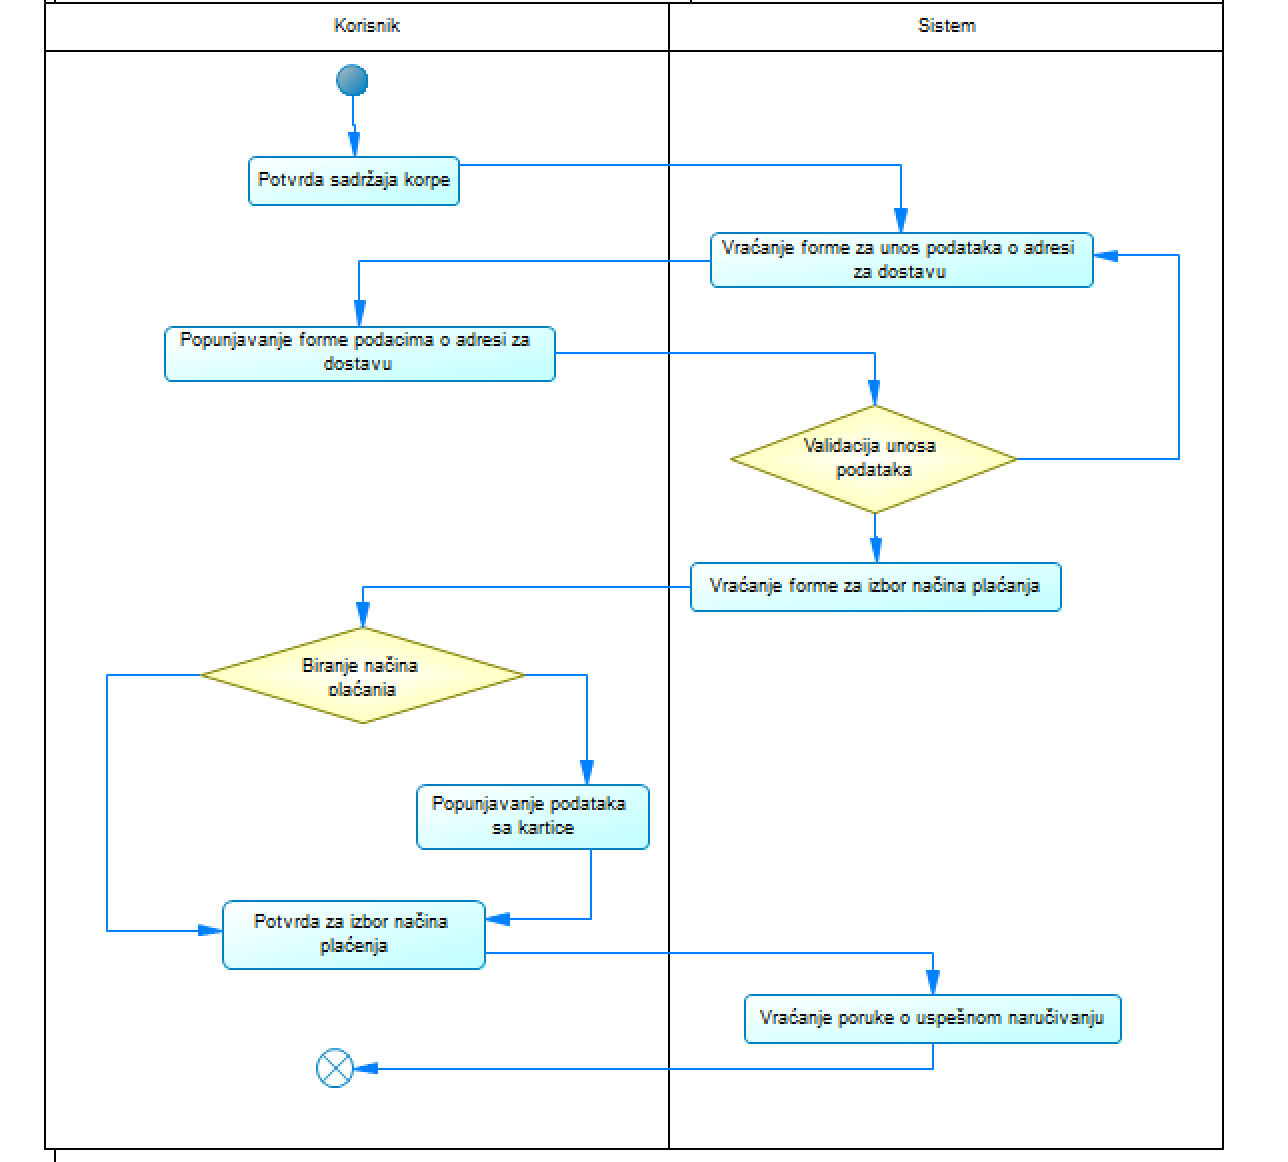 Korisnik
Sistem
Potvrda sadržaja korpe
Vraćanje forme za unos podataka o adresi
za dostavu
Popunjavanje forme podacima o adresi za
dostavu
Validacija unosa
podataka
Vraćanje forme za izbor načina plaćanja
Biranje načina
plaćania
Popunjavanje podataka
sa kartice
Potvrda za izbor načina
plaćenja
Vraćanje poruke o uspešnom naručivanju